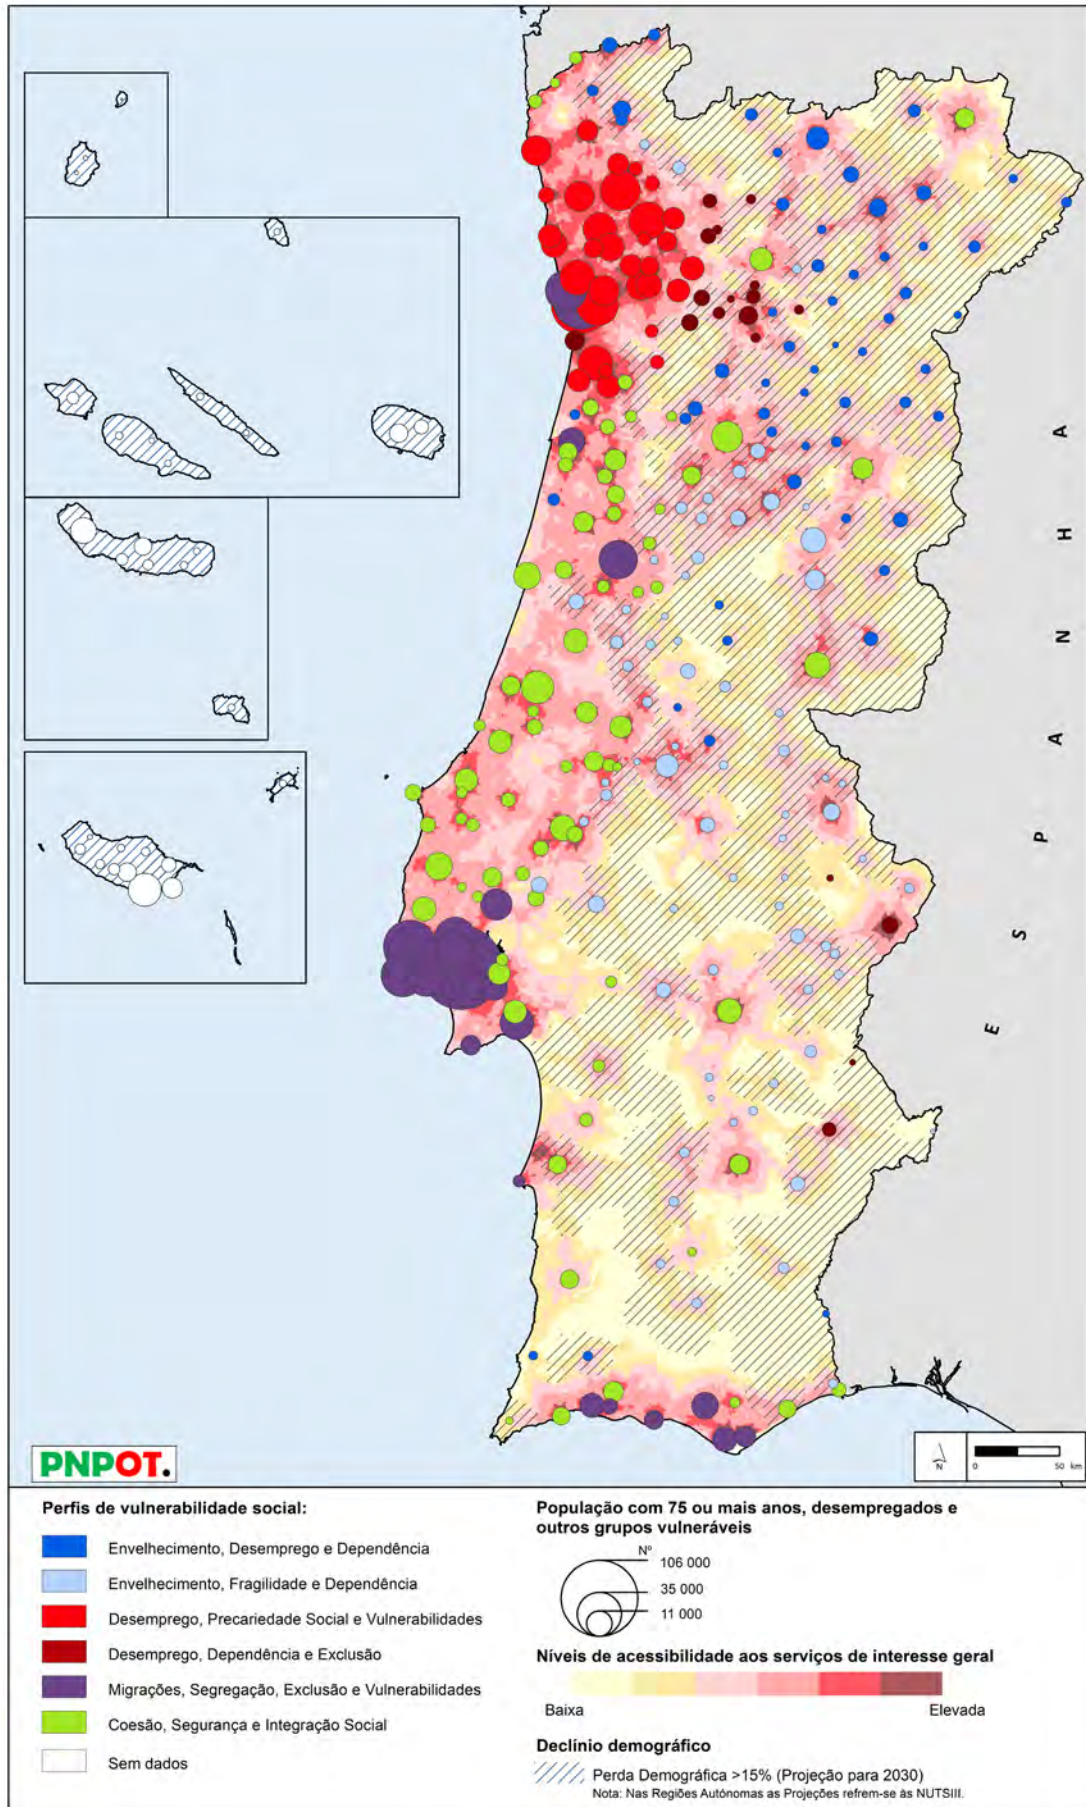 ESPANHA
PNPOT.
N
0 50 km
Perfis de vulnerabilidade social:
Envelhecimento, Desemprego e Dependência
Envelhecimento, Fragilidade e Dependência
Desemprego, Precariedade Social e Vulnerabilidades
Desemprego, Dependência e Exclusão
Migrações, Segregação, Exclusão e Vulnerabilidades
Coesão, Segurança e Integração Social
Sem dados
População com 75 ou mais anos, desempregados e
outros grupos vulneráveis
Nº
106 000
35 000
11 000
Níveis de acessibilidade aos serviços de interesse geral
Baixa Elevada
Declínio demográfico
Perda Demográfica >15% (Projeção para 2030)
Nota: Nas Regiões Autónomas as Projeções refrem-se às NUTSIII.